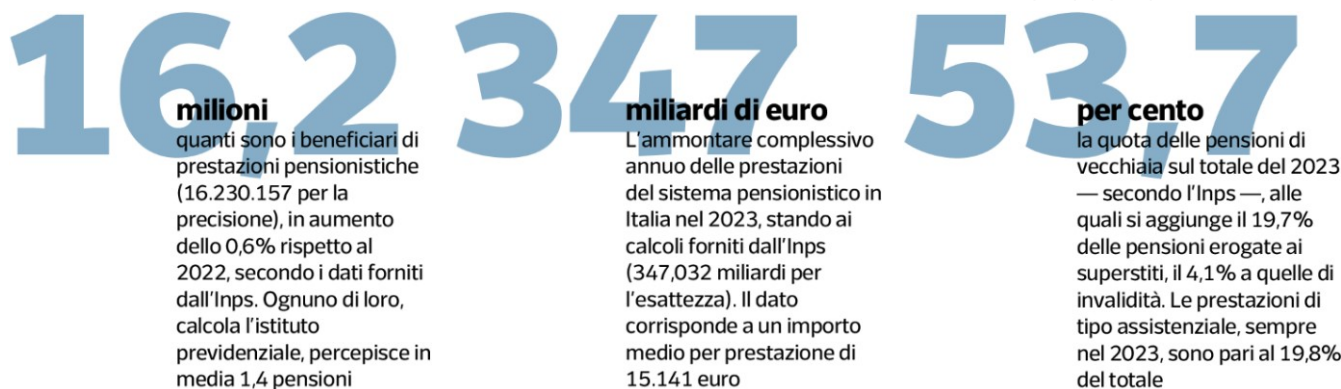 16,2
milioni
quanti sono i beneficiari di
prestazioni pensionistiche
(16.230.157 per la
precisione), in aumento
dello 0,6% rispetto al
2022, secondo i dati forniti
dall'Inps. Ognuno di loro,
calcola l'istituto
previdenziale, percepisce in
media 1,4 pensioni
347
miliardi di euro
L'ammontare complessivo
annuo delle prestazioni
del sistema pensionistico in
Italia nel 2023, stando ai
calcoli forniti dall'Inps
(347,032 miliardi per
l'esattezza). Il dato
corrisponde a un importo
medio per prestazione di
15.141 euro
53,7
per cento
la quota delle pensioni di
vecchiaia sul totale del 2023
— secondo l'Inps —, alle
quali si aggiunge il 19,7%
delle pensioni erogate ai
superstiti, il 4,1% a quelle di
invalidità. Le prestazioni di
tipo assistenziale, sempre
nel 2023, sono pari al 19,8%
del totale